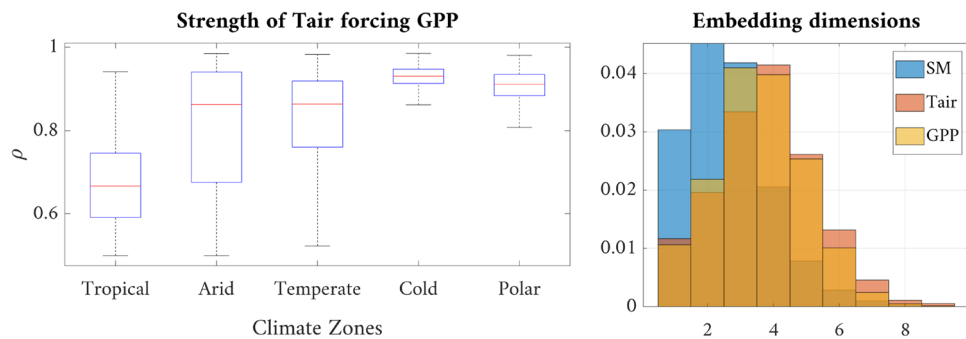 Strength of Tair forcing GPP
1
0.8
0.6
ρ
Tropical Arid Temperate Cold Polar
Climate Zones
Embedding dimensions
0.04
0.03
0.02
0.01
0
2 4 6 8
SM
Tair
GPP